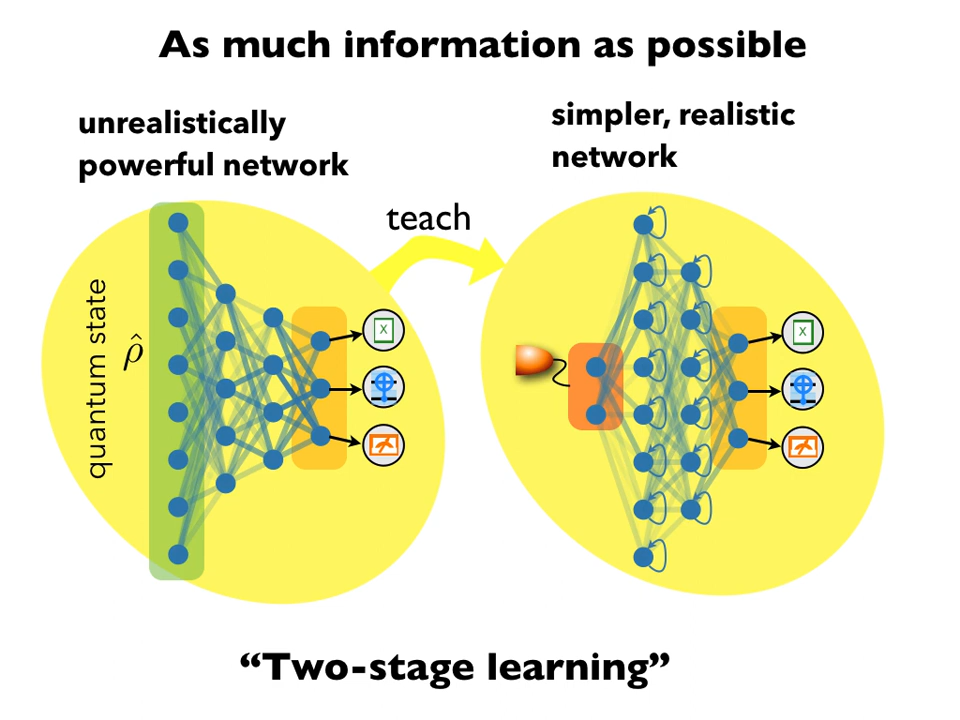 As much information as possible
unrealistically
powerful network
simpler, realistic
network
teach
quantum state
ρ̂
X
X
“Two-stage learning”